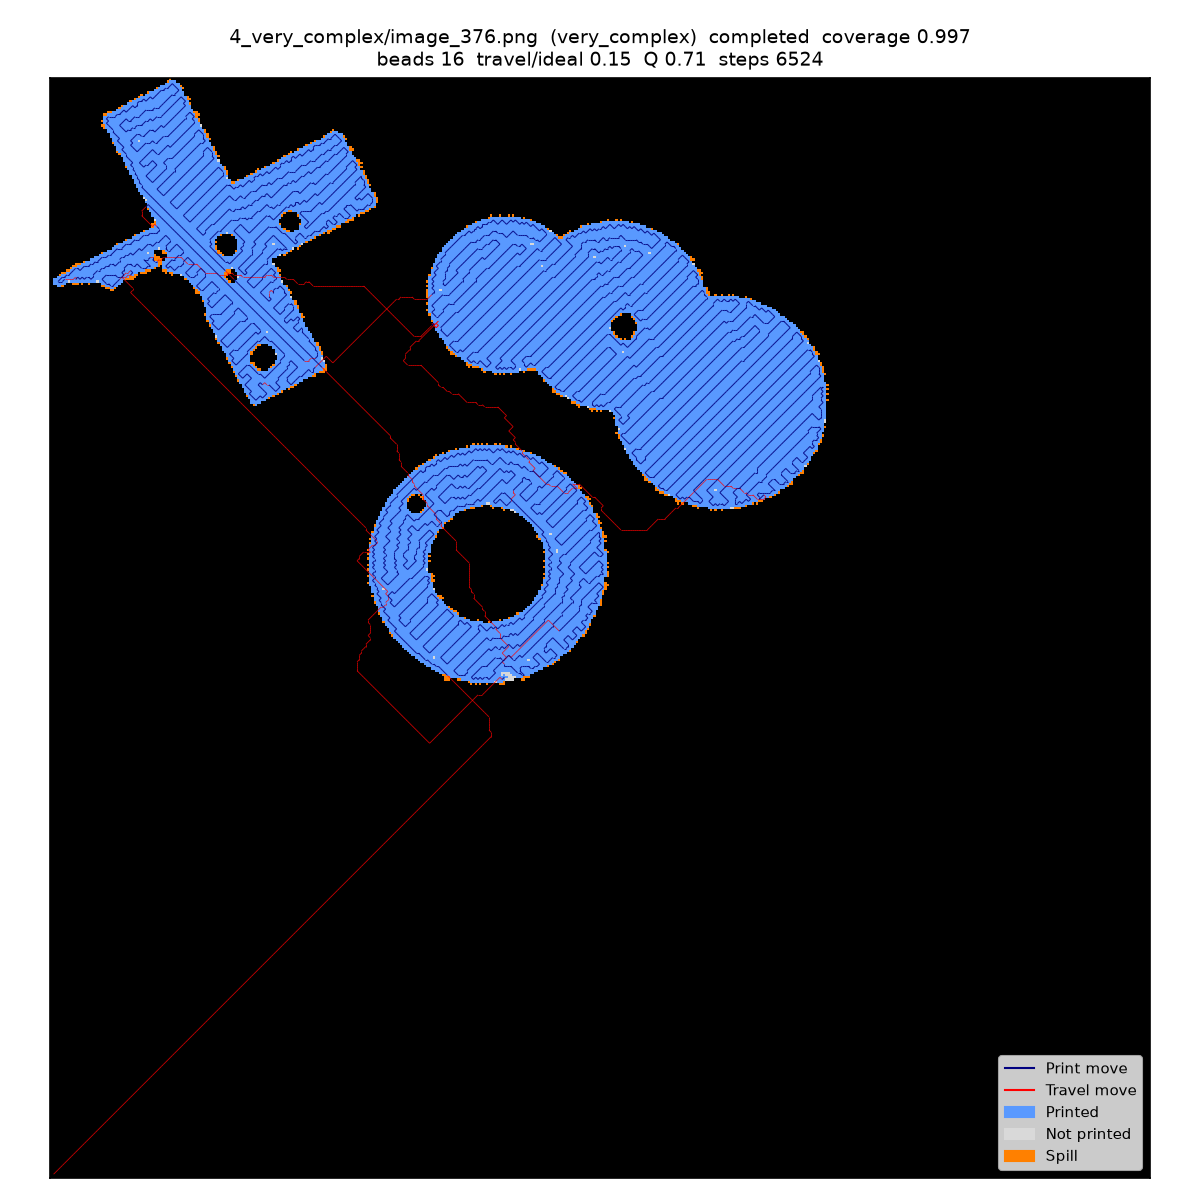 4_very_complex/image_376.png  (very_complex)  completed  coverage 0.997
beads 16  travel/ideal 0.15  Q 0.71  steps 6524
Print move
Travel move
Printed
Not printed
Spill